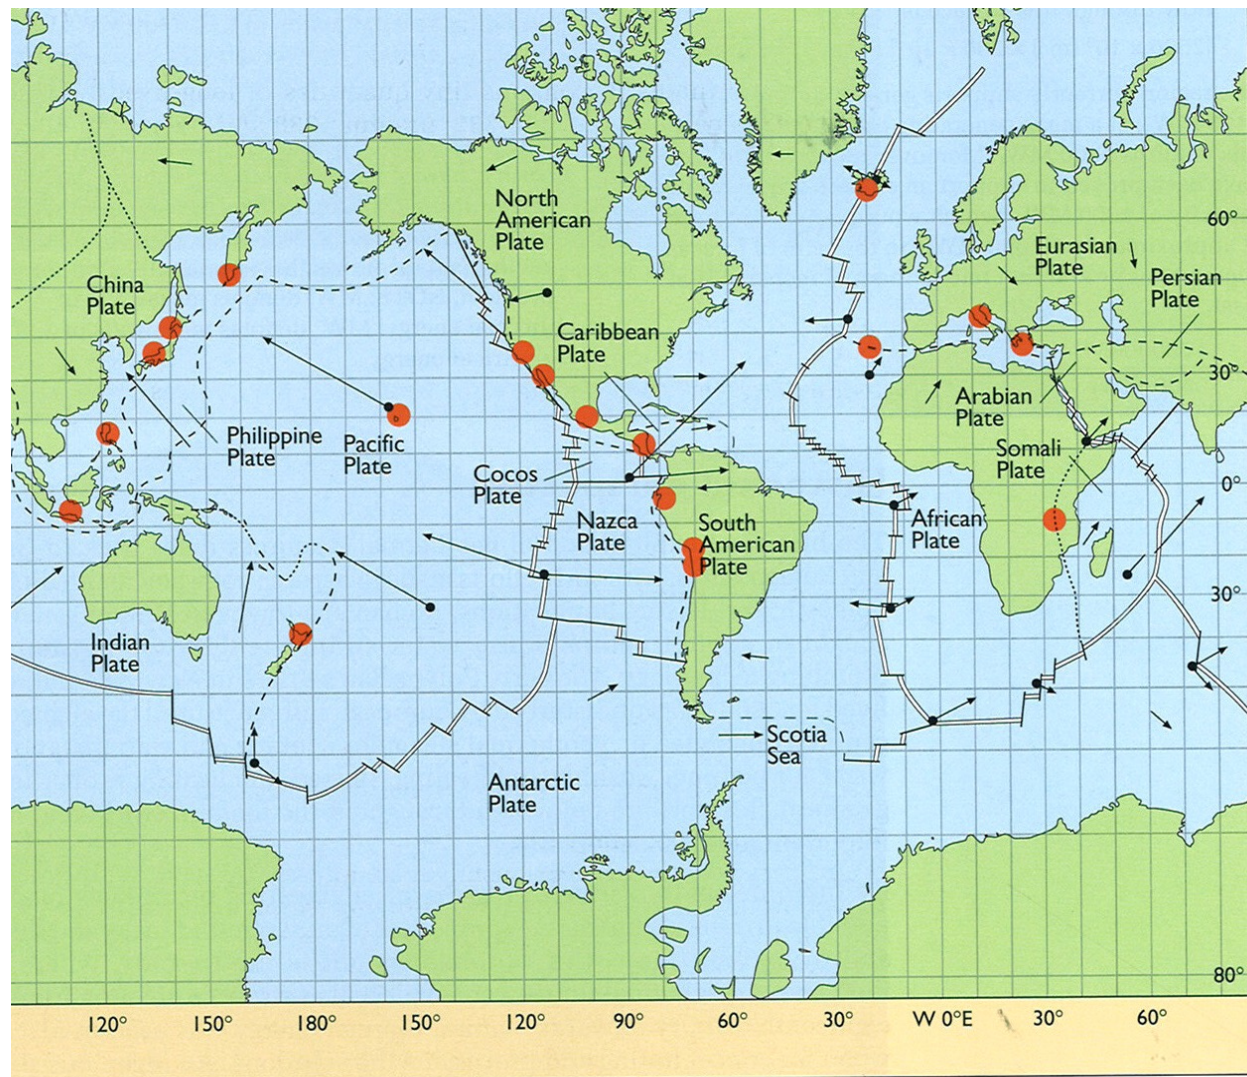 North
American
Plate
60°
Eurasian
Plate
Persian
Plate
China
Plate
Caribbean
Plate
30°
Arabian
Plate
Philippine
Plate
Pacific
Plate
Somali
Plate
Cocos
Plate
0°
Nazca
Plate
South
American
Plate
African
Plate
30°
Indian
Plate
Scotia
Sea
Antarctic
Plate
80°
120°
150°
180°
150°
120°
90°
60°
30°
W 0°E
30°
60°